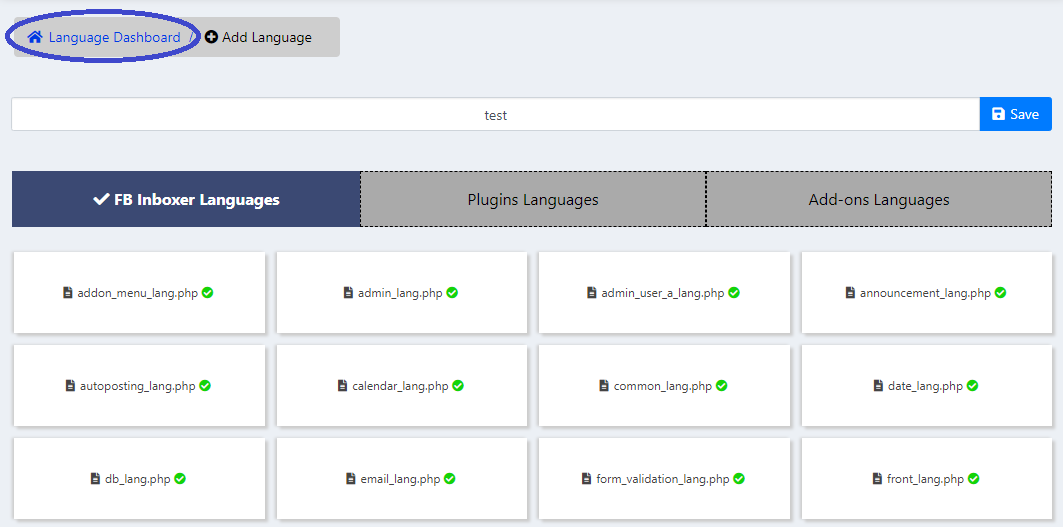 Language Dashboard / Add Language
test
Save
FB Inboxer Languages
Plugins Languages
Add-ons Languages
addon_menu_lang.php
admin_lang.php
admin_user_a_lang.php
announcement_lang.php
autoposting_lang.php
calendar_lang.php
common_lang.php
date_lang.php
db_lang.php
email_lang.php
form_validation_lang.php
front_lang.php